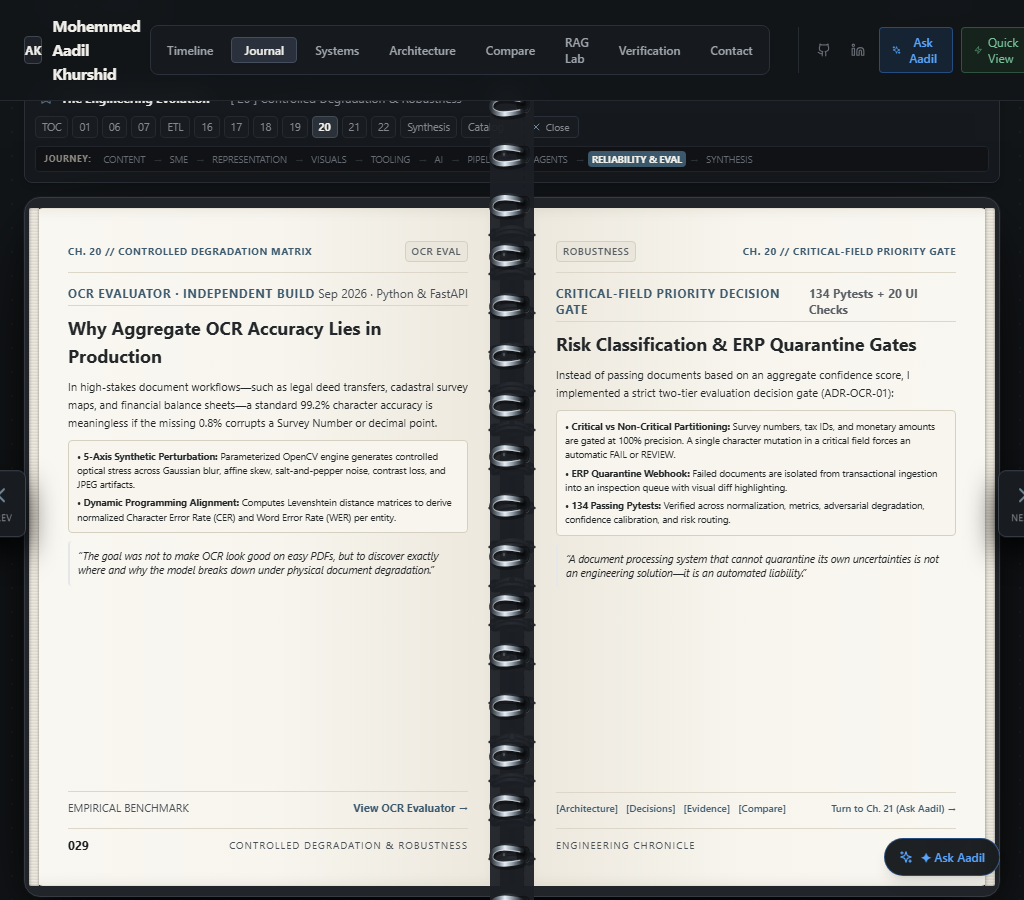 AK
Mohemmed
Aadil
Khurshid
Timeline
Journal
Systems
Architecture
Compare
RAG
Lab
Verification
Contact
Ask
Aadil
Quick
View
TOC 01 06 07 ETL 16 17 18 19 20 21 22 Synthesis × Close
JOURNEY: CONTENT — SME — REPRESENTATION — VISUALS — TOOLING — AI — AGENTS — RELIABILITY & EVAL — SYNTHESIS
CH. 20 // CONTROLLED DEGRADATION MATRIX
OCR EVAL
OCR EVALUATOR · INDEPENDENT BUILD Sep 2026 · Python & FastAPI
Why Aggregate OCR Accuracy Lies in
Production
In high-stakes document workflows—such as legal deed transfers, cadastral survey
maps, and financial balance sheets—a standard 99.2% character accuracy is
meaningless if the missing 0.8% corrupts a Survey Number or decimal point.
• 5-Axis Synthetic Perturbation: Parameterized OpenCV engine generates controlled
optical stress across Gaussian blur, affine skew, salt-and-pepper noise, contrast loss, and
JPEG artifacts.
• Dynamic Programming Alignment: Computes Levenshtein distance matrices to derive
normalized Character Error Rate (CER) and Word Error Rate (WER) per entity.
“The goal was not to make OCR look good on easy PDFs, but to discover exactly
where and why the model breaks down under physical document degradation.”
EMPIRICAL BENCHMARK
View OCR Evaluator →
029
CONTROLLED DEGRADATION & ROBUSTNESS
ROBUSTNESS
CH. 20 // CRITICAL-FIELD PRIORITY GATE
CRITICAL-FIELD PRIORITY DECISION
GATE
134 Pytests + 20 UI
Checks
Risk Classification & ERP Quarantine Gates
Instead of passing documents based on an aggregate confidence score, I
implemented a strict two-tier evaluation decision gate (ADR-OCR-01):
• Critical vs Non-Critical Partitioning: Survey numbers, tax IDs, and monetary amounts
are gated at 100% precision. A single character mutation in a critical field forces an
automatic FAIL or REVIEW.
• ERP Quarantine Webhook: Failed documents are isolated from transactional ingestion
into an inspection queue with visual diff highlighting.
• 134 Passing Pytests: Verified across normalization, metrics, adversarial degradation,
confidence calibration, and risk routing.
“A document processing system that cannot quarantine its own uncertainties is not
an engineering solution—it is an automated liability.”
[Architecture] [Decisions] [Evidence] [Compare]
Turn to Ch. 21 (Ask Aadil) →
ENGINEERING CHRONICLE
✦ Ask Aadil